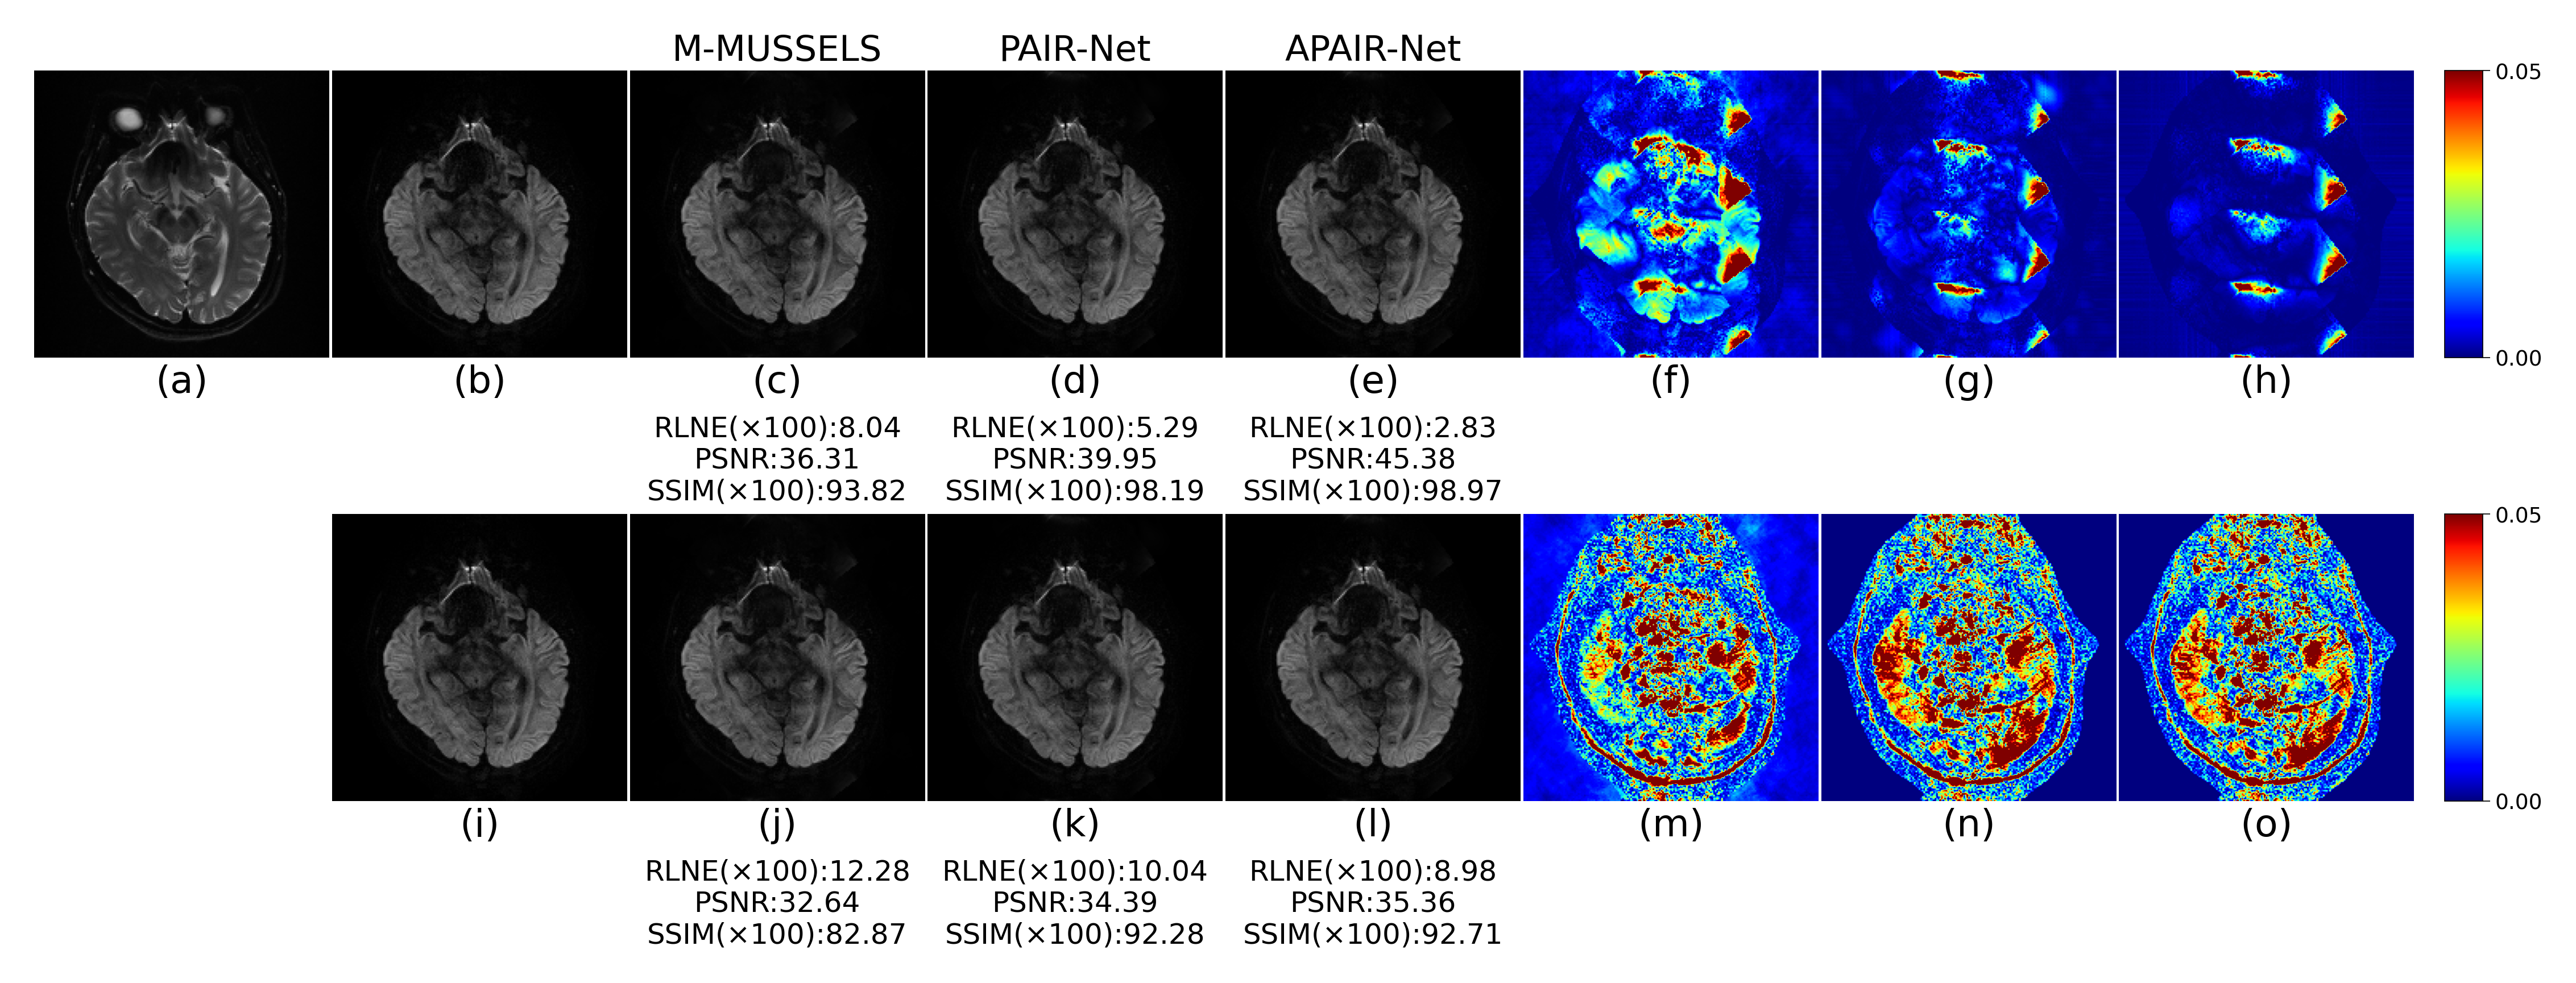 M-MUSSELS PAIR-Net APAIR-Net
0.05
0.00
(a) (b) (c) (d) (e) (f) (g) (h)
RLNE(×100):8.04 RLNE(×100):5.29 RLNE(×100):2.83
PSNR:36.31 PSNR:39.95 PSNR:45.38
SSIM(×100):93.82 SSIM(×100):98.19 SSIM(×100):98.97
0.05
0.00
(i) (j) (k) (l) (m) (n) (o)
RLNE(×100):12.28 RLNE(×100):10.04 RLNE(×100):8.98
PSNR:32.64 PSNR:34.39 PSNR:35.36
SSIM(×100):82.87 SSIM(×100):92.28 SSIM(×100):92.71